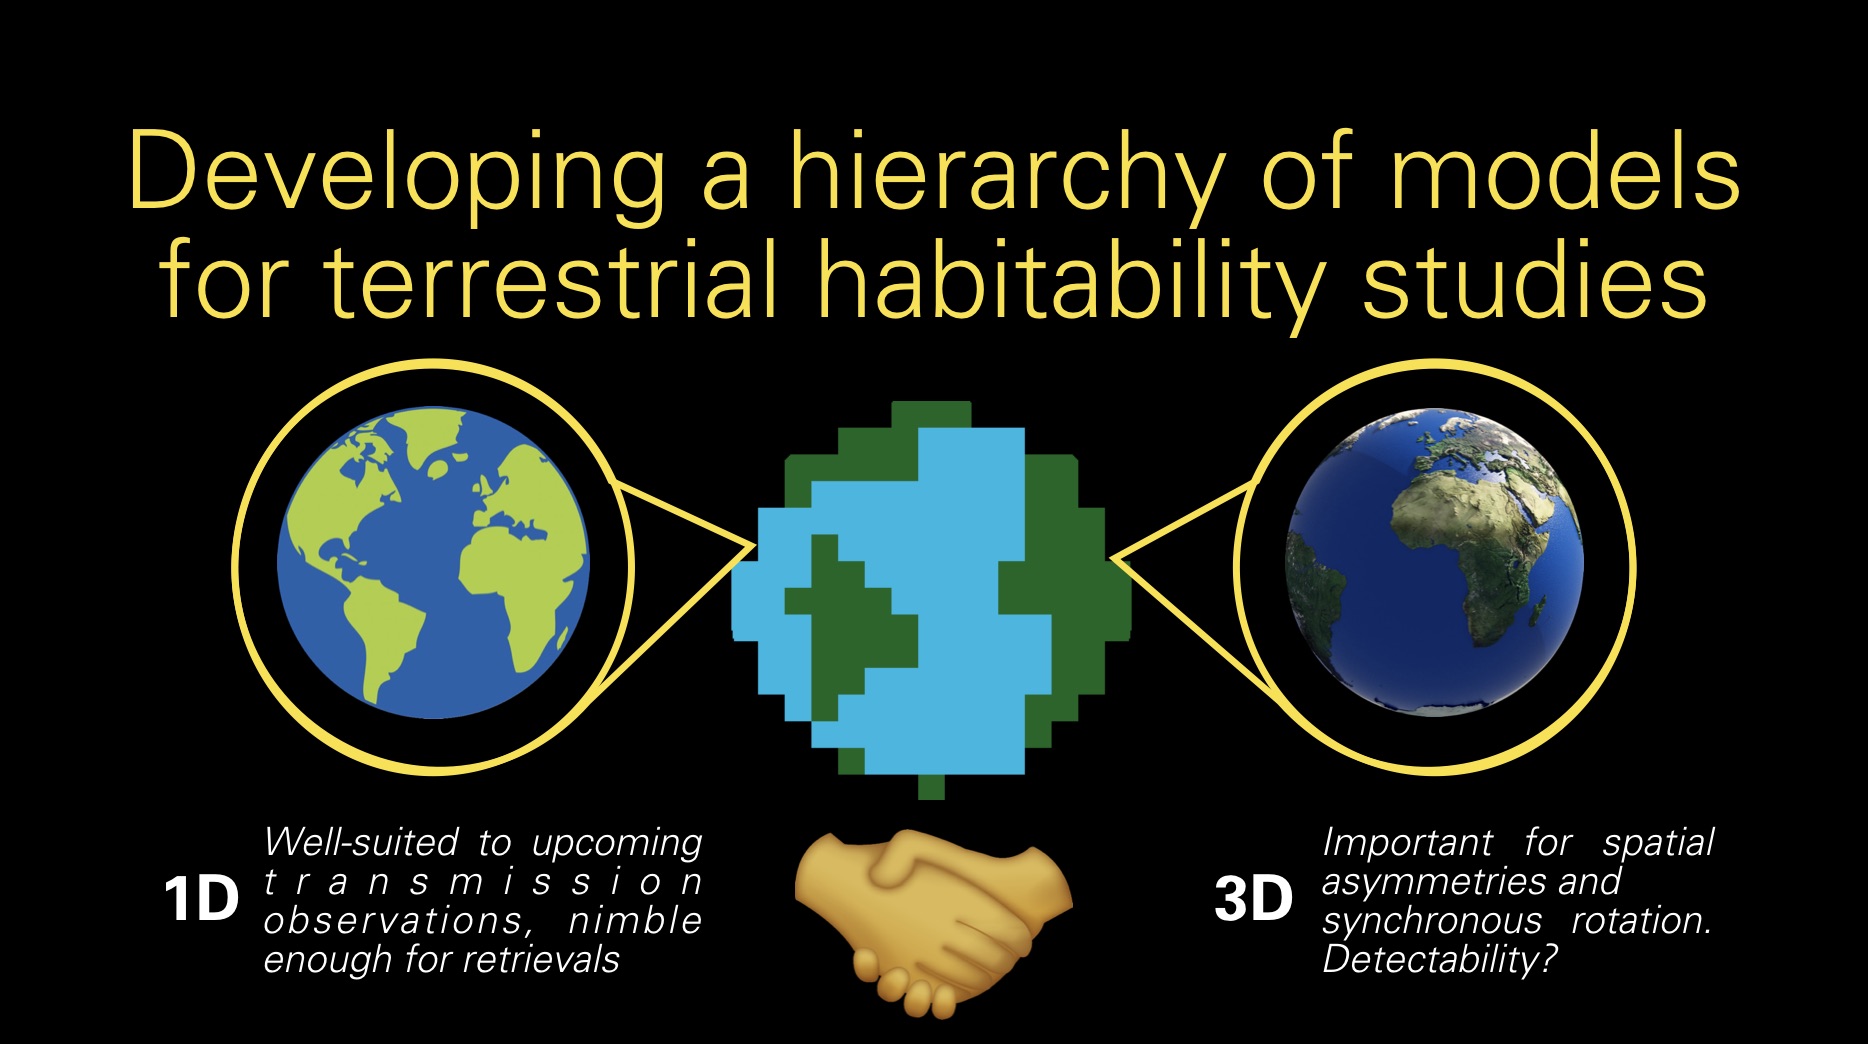 Developing a hierarchy of models
for terrestrial habitability studies
1D
Well-suited to upcoming
transmission
observations, nimble
enough for retrievals
3D
Important for spatial
asymmetries and
synchronous rotation.
Detectability?